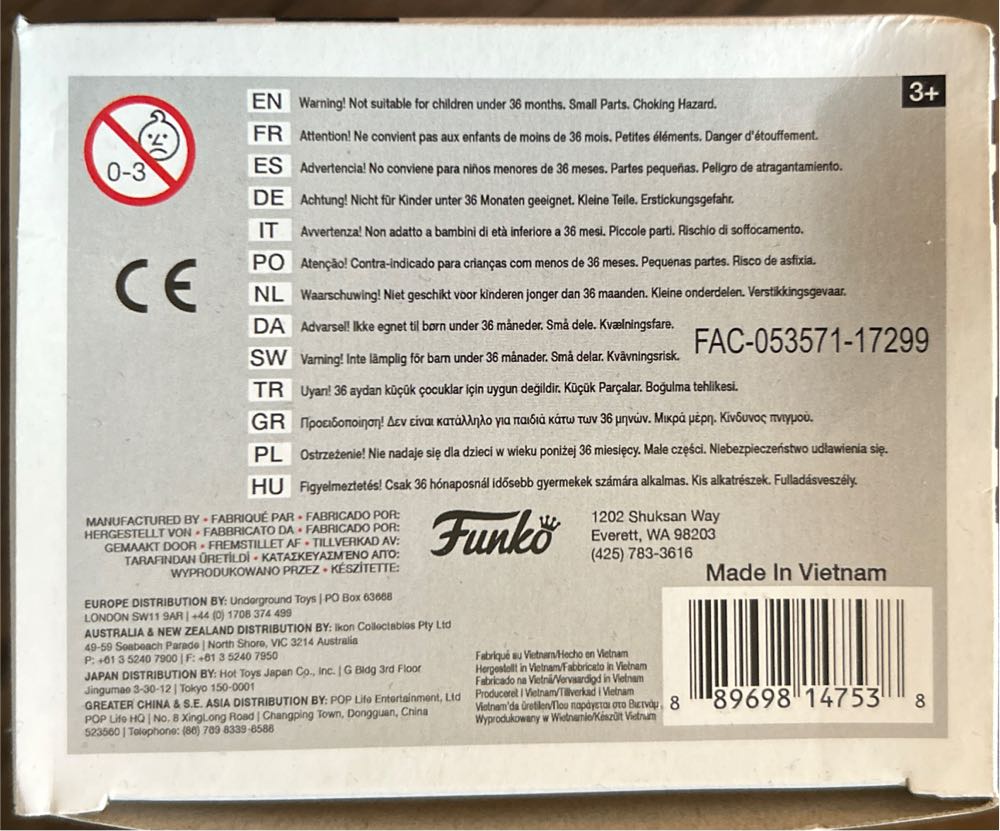 3+
0-3
CE
EN Warning! Not suitable for children under 36 months. Small Parts. Choking Hazard.
FR Attention! Ne convient pas aux enfants de moins de 36 mois. Petites éléments. Danger d'étouffement.
ES Advertencia! No conviene para niños menores de 36 meses. Partes pequeñas. Peligro de atragantamiento.
DE Achtung! Nicht für Kinder unter 36 Monaten geeignet. Kleine Teile. Erstickungsgefahr.
IT Avvertenza! Non adatto a bambini di età inferiore a 36 mesi. Piccole parti. Rischio di soffocamento.
PO Atenção! Contra-indicado para crianças com menos de 36 meses. Pequenas partes. Risco de asfixia.
NL Waarschuwing! Niet geschikt voor kinderen jonger dan 36 maanden. Kleine onderdelen. Verstikkingsgevaar.
DA Advarsel! Ikke egnet til børn under 36 måneder. Små dele. Kvælningsfare.
SW Varning! Inte lämplig för barn under 36 månader. Små delar. Kvävningsrisk.
FAC-053571-17299
TR Uyarı! 36 aydan küçük çocuklar için uygun değildir. Küçük Parçalar. Boğulma tehlikesi.
GR Προειδοποίηση! Δεν είναι κατάλληλο για παιδιά κάτω των 36 μηνών. Μικρά μέρη. Κίνδυνος πνιγμού.
PL Ostrzeżenie! Nie nadaje się dla dzieci w wieku poniżej 36 miesięcy. Małe części. Niebezpieczeństwo udławienia się.
HU Figyelmeztetés! Csak 36 hónaposnál idősebb gyermekek számára alkalmas. Kis alkatrészek. Fulladásveszély.
MANUFACTURED BY • FABRIQUÉ PAR • FABRICADO POR:
HERGESTELLT VON • FABBRICATO DA • FABRICADO POR:
GEMAAKT DOOR • FREMSTILLET AF • TILLVERKAD AV:
TARAFINDAN ÜRETİLDİ • ΚΑΤΑΣΚΕΥΑΣΜΈΝΟ ΑΠΌ:
WYPRODUKOWANO PRZEZ • KÉSZÍTETTE:
Funko
1202 Shuksan Way
Everett, WA 98203
(425) 783-3616
Made In Vietnam
EUROPE DISTRIBUTION BY: Underground Toys | PO Box 63668
LONDON SW11 9AR | +44 (0) 1708 374 499
AUSTRALIA & NEW ZEALAND DISTRIBUTION BY: Ikon Collectables Pty Ltd
49-59 Seabeach Parade | North Shore, VIC 3214 Australia
P: +61 3 5240 7900 | F: +61 3 5240 7950
JAPAN DISTRIBUTION BY: Hot Toys Japan Co., Inc. | G Bldg 3rd Floor
Jingumae 3-30-12 | Tokyo 150-0001
GREATER CHINA & S.E. ASIA DISTRIBUTION BY: POP Life Entertainment, Ltd
POP Life HQ | No. 8 XingLong Road | Changping Town, Dongguan, China
523560 | Telephone: (86) 769 8339-8586
Fabriqué au Vietnam/Hecho en Vietnam
Hergestellt in Vietnam/Fabbricato in Vietnam
Fabricado na Vietnã/Vervaardigd in Vietnam
Produceret i Vietnam/Tillverkad i Vietnam
Vietnam'da üretilen/Που παράγεται στο Βιετνάμ
Wyprodukowany w Wietnamie/Készült Vietnam
8 89698 14753 8